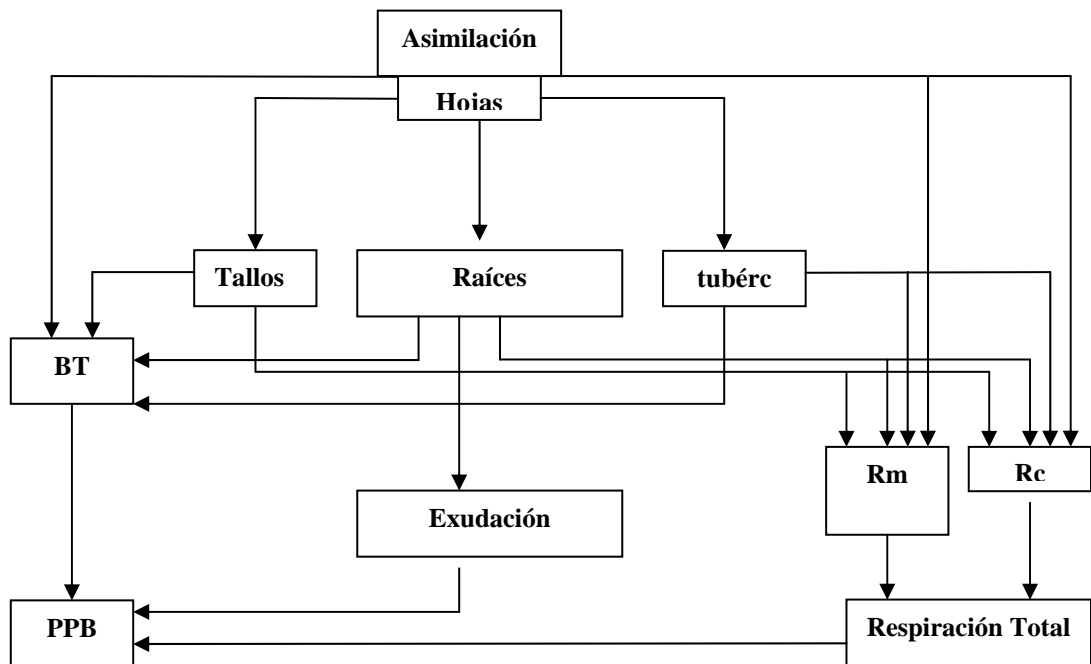 Asimilación
Hojas
Tallos
Raíces
tubérc
BT
Rm
Rc
Exudación
PPB
Respiración Total